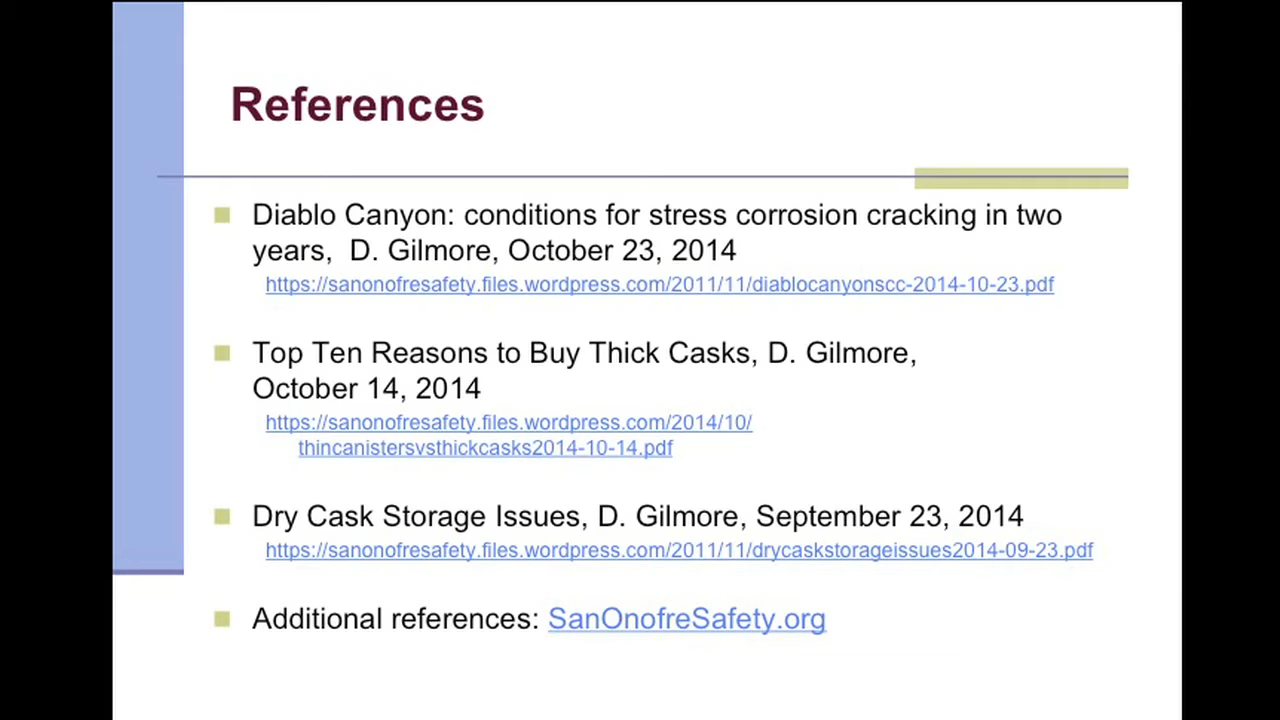 References
Diablo Canyon: conditions for stress corrosion cracking in two
years, D. Gilmore, October 23, 2014
https://sanonofresafety.files.wordpress.com/2011/11/diablocanyonscc-2014-10-23.pdf
Top Ten Reasons to Buy Thick Casks, D. Gilmore,
October 14, 2014
https://sanonofresafety.files.wordpress.com/2014/10/
thincanistersvsthickcasks2014-10-14.pdf
Dry Cask Storage Issues, D. Gilmore, September 23, 2014
https://sanonofresafety.files.wordpress.com/2011/11/drycaskstorageissues2014-09-23.pdf
Additional references: SanOnofreSafety.org